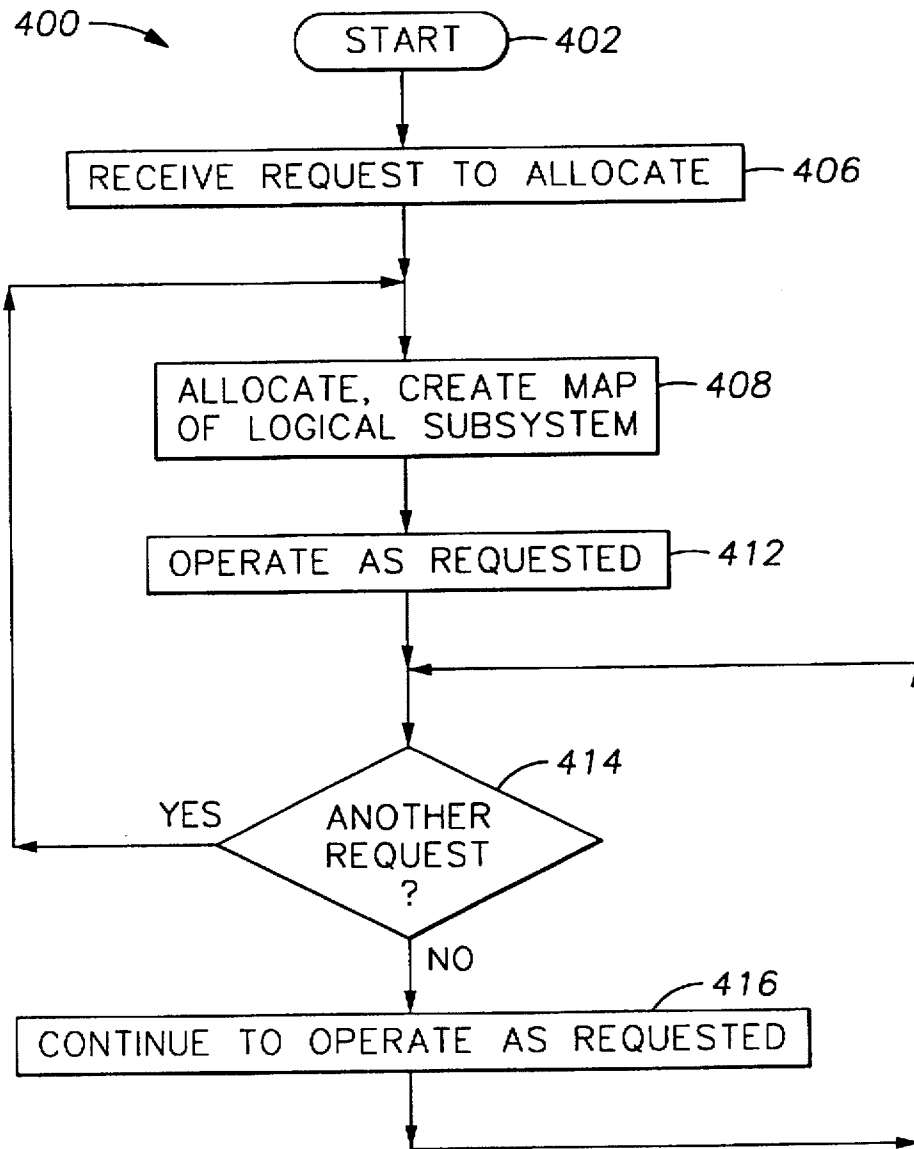 400
START
402
RECEIVE REQUEST TO ALLOCATE
406
ALLOCATE, CREATE MAP
OF LOGICAL SUBSYSTEM
408
OPERATE AS REQUESTED
412
414
YES
ANOTHER
REQUEST
?
NO
416
CONTINUE TO OPERATE AS REQUESTED